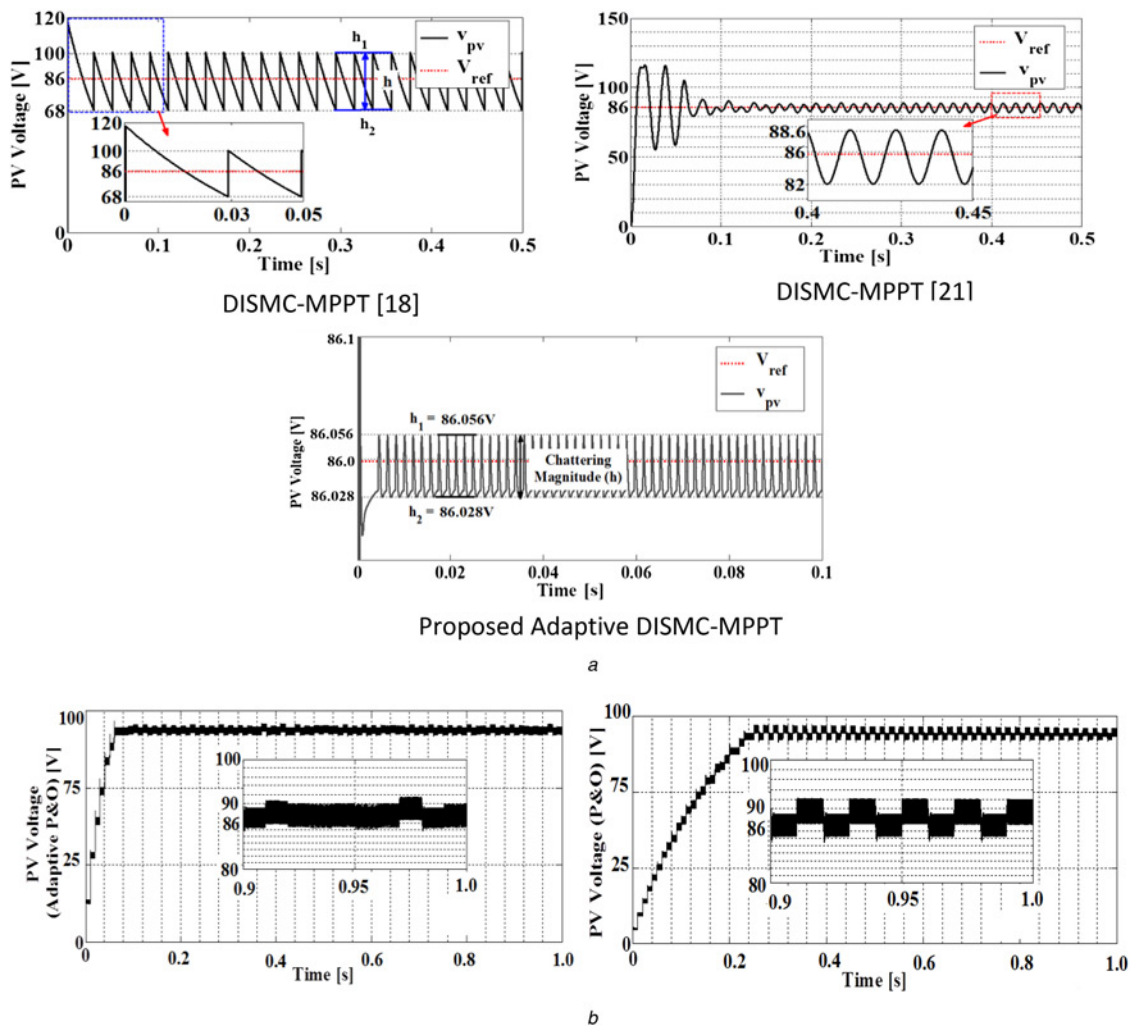 120
100
86
68
0
PV Voltage [V]
h1
h
h2
vpv
Vref
120
100
86
68
0
0.03
0.05
0
0.1
0.2
0.3
0.4
0.5
Time [s]
DISMC-MPPT [18]
150
100
86
50
0
PV Voltage [V]
Vref
vpv
88.6
86
82
0.4
0.45
0
0.1
0.2
0.3
0.4
0.5
Time [s]
DISMC-MPPT [21]
86.1
86.056
86.0
86.028
PV Voltage [V]
h1 = 86.056V
Chattering
Magnitude (h)
h2 = 86.028V
Vref
vpv
0
0.02
0.04
0.06
0.08
0.1
Time [s]
Proposed Adaptive DISMC-MPPT
a
100
75
25
0
PV Voltage
(Adaptive P&O) [V]
100
90
86
80
0.9
0.95
1.0
0
0.2
0.4
0.6
0.8
1.0
Time [s]
100
75
25
0
PV Voltage (P&O) [V]
100
90
86
80
0.9
0.95
1.0
0
0.2
0.4
0.6
0.8
1.0
Time [s]
b